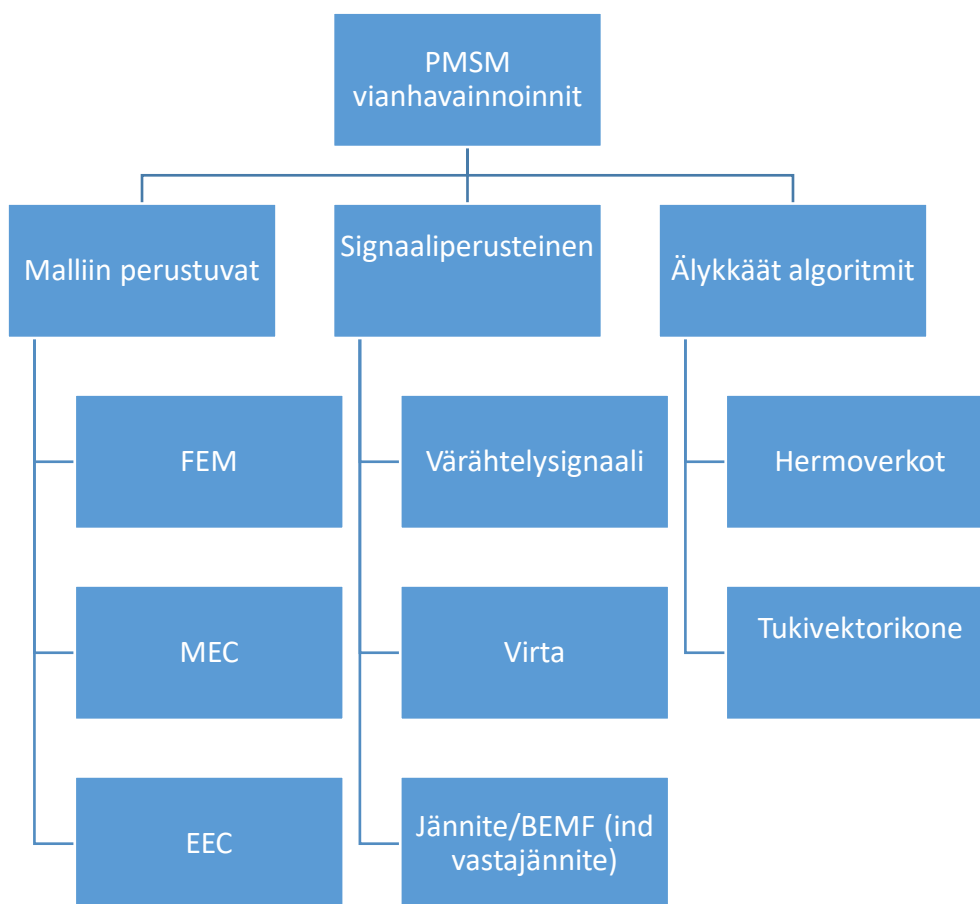 PMSM
vianhavainnoinnit
Malliin perustuvat
Signaaliperusteinen
Älykkäät algoritmit
FEM
Värähtelysignaali
Hermoverkot
MEC
Virta
Tukivektorikone
EEC
Jännite/BEMF (ind
vastajännite)